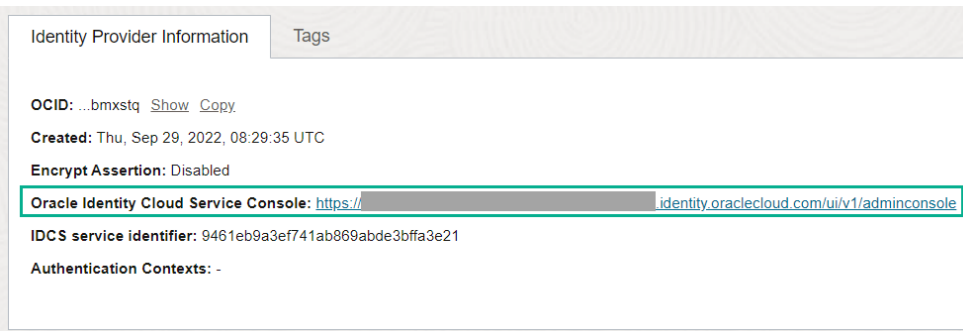 Identity Provider Information Tags
OCID: ...bmxstq Show Copy
Created: Thu, Sep 29, 2022, 08:29:35 UTC
Encrypt Assertion: Disabled
Oracle Identity Cloud Service Console: https:// .identity.oraclecloud.com/ui/v1/adminconsole
IDCS service identifier: 9461eb9a3ef741ab869abde3bffa3e21
Authentication Contexts: -